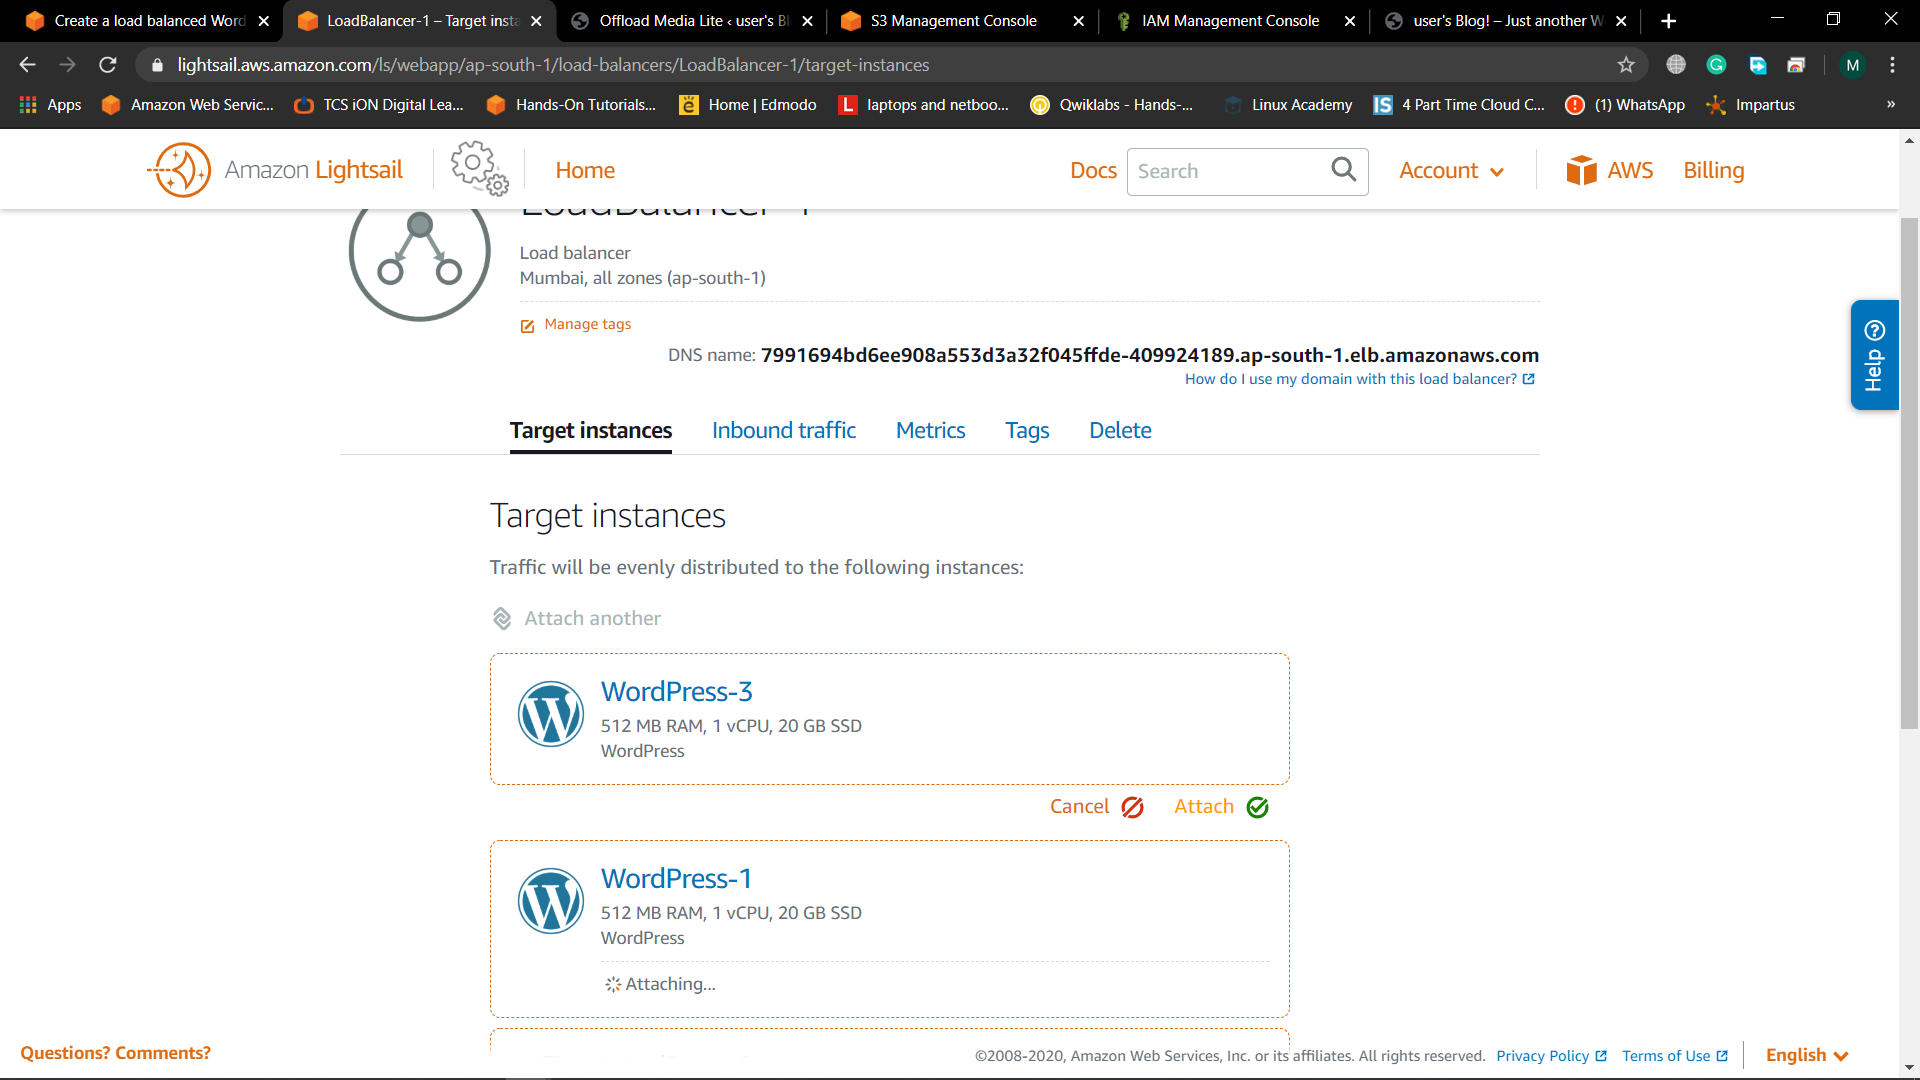 Create a load balanced Word
LoadBalancer-1 – Target insta
Offload Media Lite ‹ user's Bl
S3 Management Console
IAM Management Console
user's Blog! – Just another W
lightsail.aws.amazon.com/ls/webapp/ap-south-1/load-balancers/LoadBalancer-1/target-instances
M
Apps
Amazon Web Servic...
TCS iON Digital Lea...
Hands-On Tutorials...
Home | Edmodo
laptops and netboo...
Qwiklabs - Hands-...
Linux Academy
4 Part Time Cloud C...
(1) WhatsApp
Impartus
»
Amazon Lightsail
Home
Docs
Search
Account
AWS
Billing
LoadBalancer-1
Load balancer
Mumbai, all zones (ap-south-1)
Manage tags
DNS name: 7991694bd6ee908a553d3a32f045ffde-409924189.ap-south-1.elb.amazonaws.com
How do I use my domain with this load balancer?
Help
Target instances
Inbound traffic
Metrics
Tags
Delete
Target instances
Traffic will be evenly distributed to the following instances:
Attach another
WordPress-3
512 MB RAM, 1 vCPU, 20 GB SSD
WordPress
Cancel
Attach
WordPress-1
512 MB RAM, 1 vCPU, 20 GB SSD
WordPress
Attaching...
Questions? Comments?
©2008-2020, Amazon Web Services, Inc. or its affiliates. All rights reserved.
Privacy Policy
Terms of Use
English